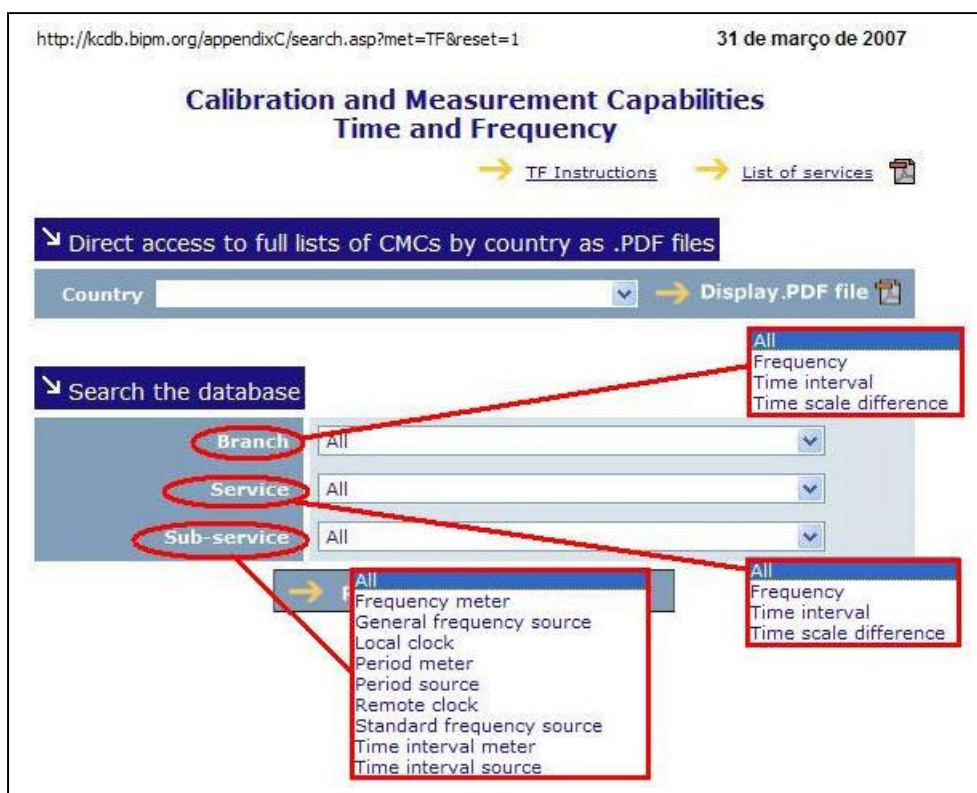 http://kcdb.bipm.org/appendixC/search.asp?met=TF&reset=1 31 de março de 2007
Calibration and Measurement Capabilities
Time and Frequency
TF Instructions List of services
Direct access to full lists of CMCs by country as .PDF files
Country Display.PDF file
All
Frequency
Time interval
Time scale difference
Search the database
Branch All
Service All
Sub-service All
All
Frequency meter
General frequency source
Local clock
Period meter
Period source
Remote clock
Standard frequency source
Time interval meter
Time interval source
All
Frequency
Time interval
Time scale difference